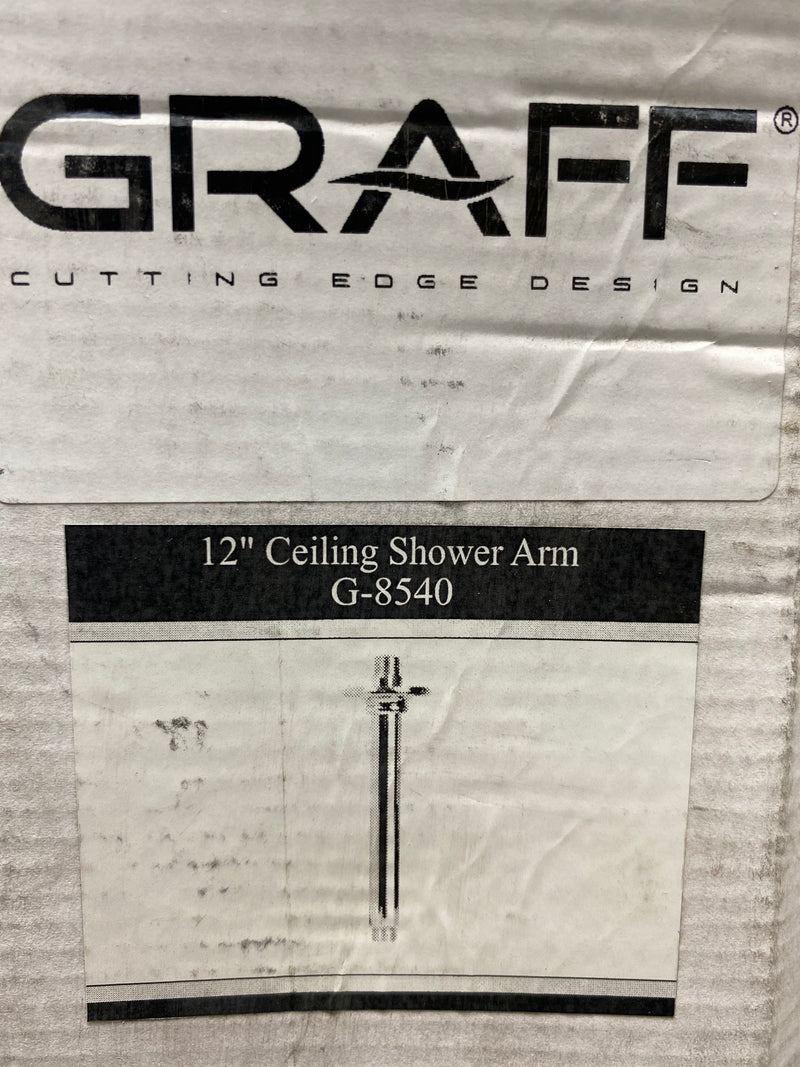 GRAFF®
CUTTING EDGE DESIGN
12" Ceiling Shower Arm
G-8540